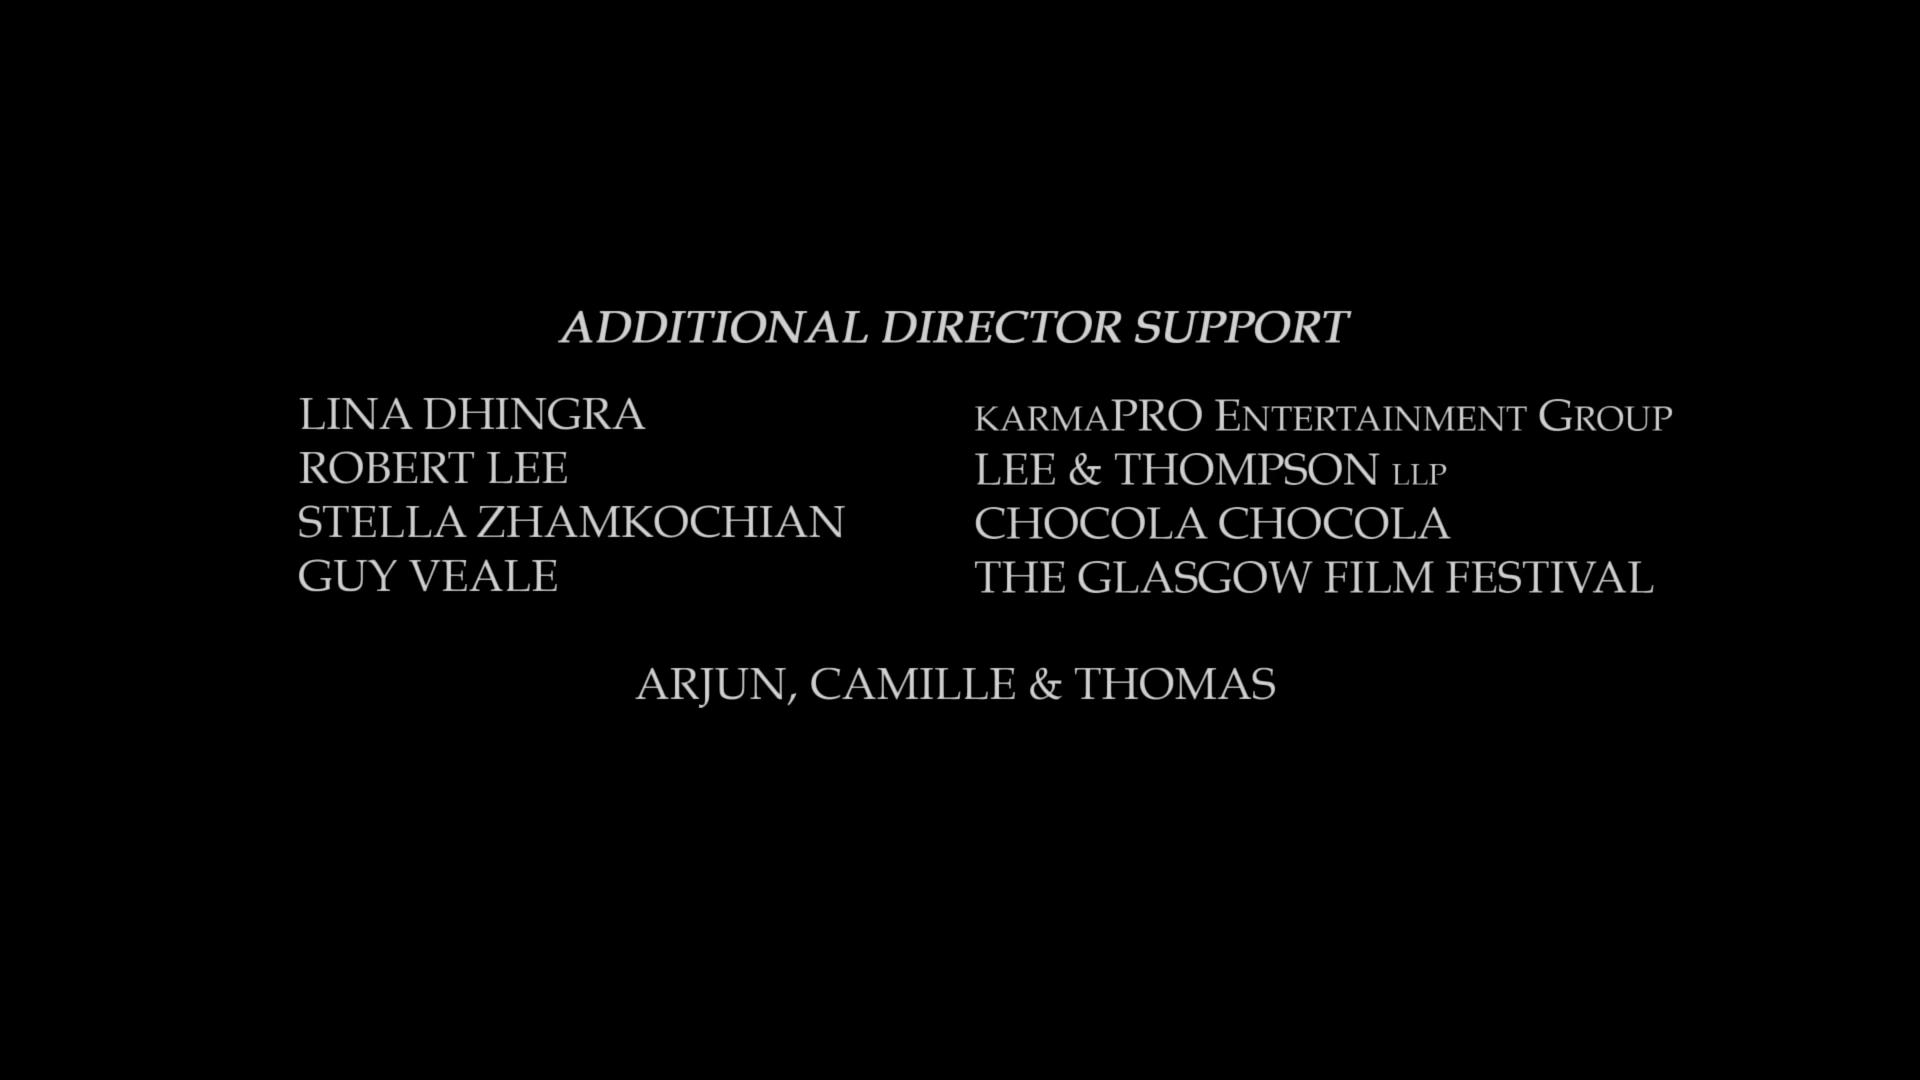 ADDITIONAL DIRECTOR SUPPORT
LINA DHINGRA
ROBERT LEE
STELLA ZHAMKOCHIAN
GUY VEALE
KARMAPRO ENTERTAINMENT GROUP
LEE & THOMPSON LLP
CHOCOLA CHOCOLA
THE GLASGOW FILM FESTIVAL
ARJUN, CAMILLE & THOMAS